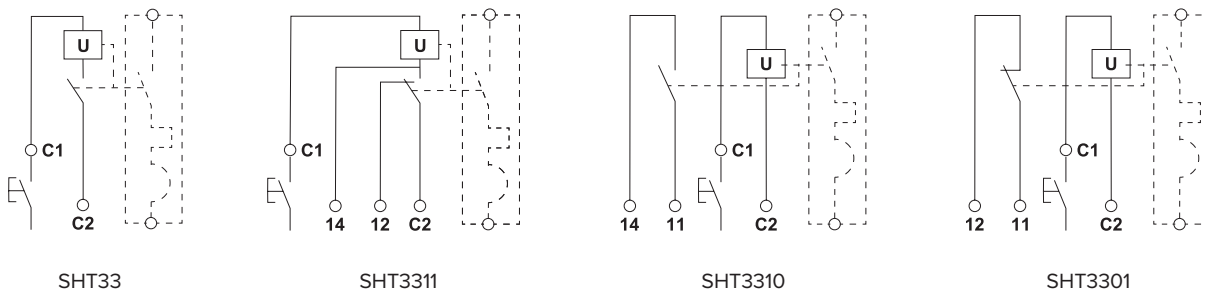 U U U U
C1 C1 C1 C1
C2 14 12 C2 14 11 C2 12 11 C2
SHT33 SHT3311 SHT3310 SHT3301